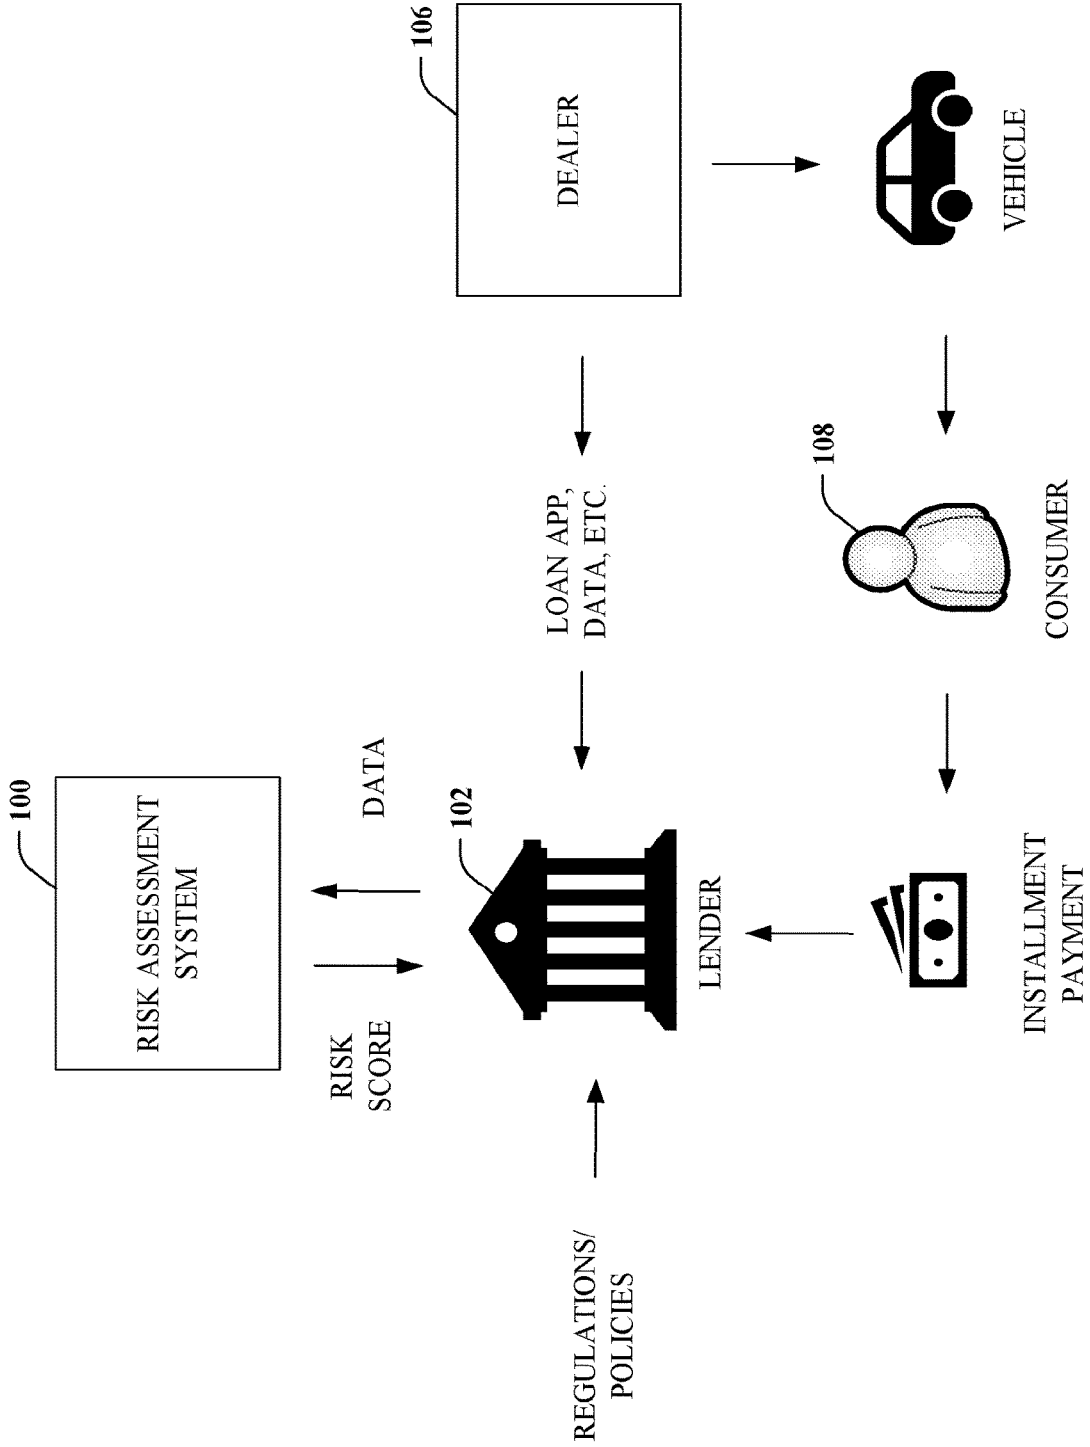 100
RISK ASSESSMENT
SYSTEM
RISK
SCORE
DATA
REGULATIONS/
POLICIES
102
LENDER
LOAN APP,
DATA, ETC.
106
DEALER
INSTALLMENT
PAYMENT
108
CONSUMER
VEHICLE